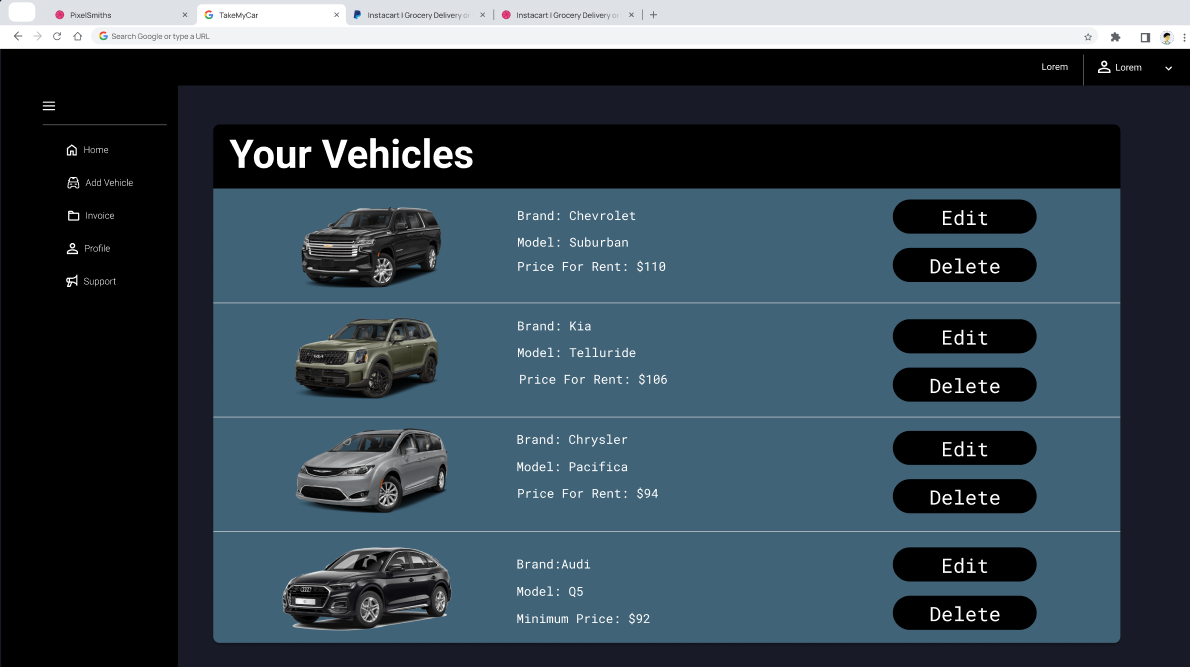 PixelSmiths
TakeMyCar
Instacart | Grocery Delivery or
Instacart | Grocery Delivery or
Search Google or type a URL
Lorem
Lorem
Home
Add Vehicle
Invoice
Profile
Support
Your Vehicles
Brand: Chevrolet
Model: Suburban
Price For Rent: $110
Edit
Delete
Brand: Kia
Model: Telluride
Price For Rent: $106
Edit
Delete
Brand: Chrysler
Model: Pacifica
Price For Rent: $94
Edit
Delete
Brand:Audi
Model: Q5
Minimum Price: $92
Edit
Delete